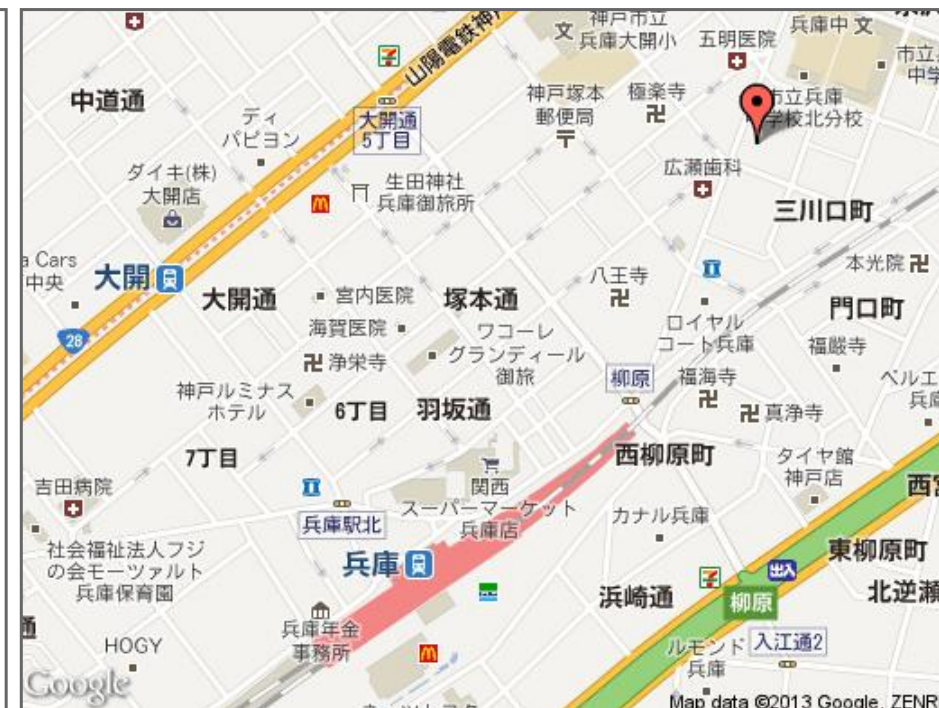 神戸市立
兵庫大開小
五明医院
兵庫中
市立
中学
山陽電鉄神
中道通
大開通
5丁目
神戸塚本
郵便局
極楽寺
市立兵庫
学校北分校
ディ
パピヨン
ダイキ(株)
大開店
生田神社
兵庫御旅所
広瀬歯科
三川口町
a Cars
中央
大開
大開通
宮内医院
塚本通
八王寺
本光院
門口町
28
海賀医院
ワコーレ
グランディール
御旅
ロイヤル
コート兵庫
福厳寺
浄栄寺
神戸ルミナス
ホテル
6丁目
羽坂通
柳原
福海寺
真浄寺
ベルエ
兵庫
7丁目
西柳原町
タイヤ館
神戸店
西宮
吉田病院
関西
スーパーマーケット
兵庫店
カナル兵庫
兵庫駅北
社会福祉法人フジ
の会モーツァルト
兵庫保育園
兵庫
東柳原町
出入
浜崎通
柳原
北逆瀬
通
HOGY
兵庫年金
事務所
ルモンド
兵庫
入江通2
Google
Map data ©2013 Google, ZENR